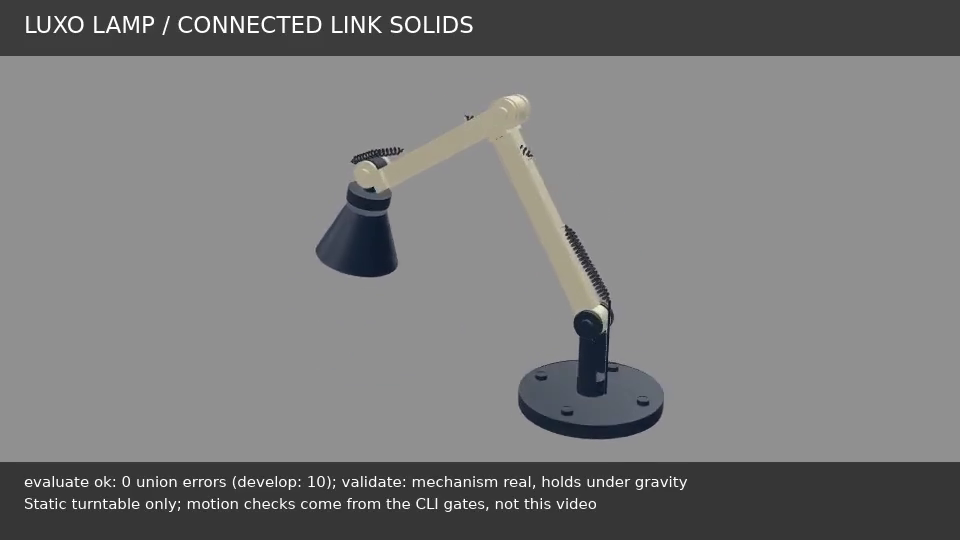 LUXO LAMP / CONNECTED LINK SOLIDS
evaluate ok: 0 union errors (develop: 10); validate: mechanism real, holds under gravity
Static turntable only; motion checks come from the CLI gates, not this video